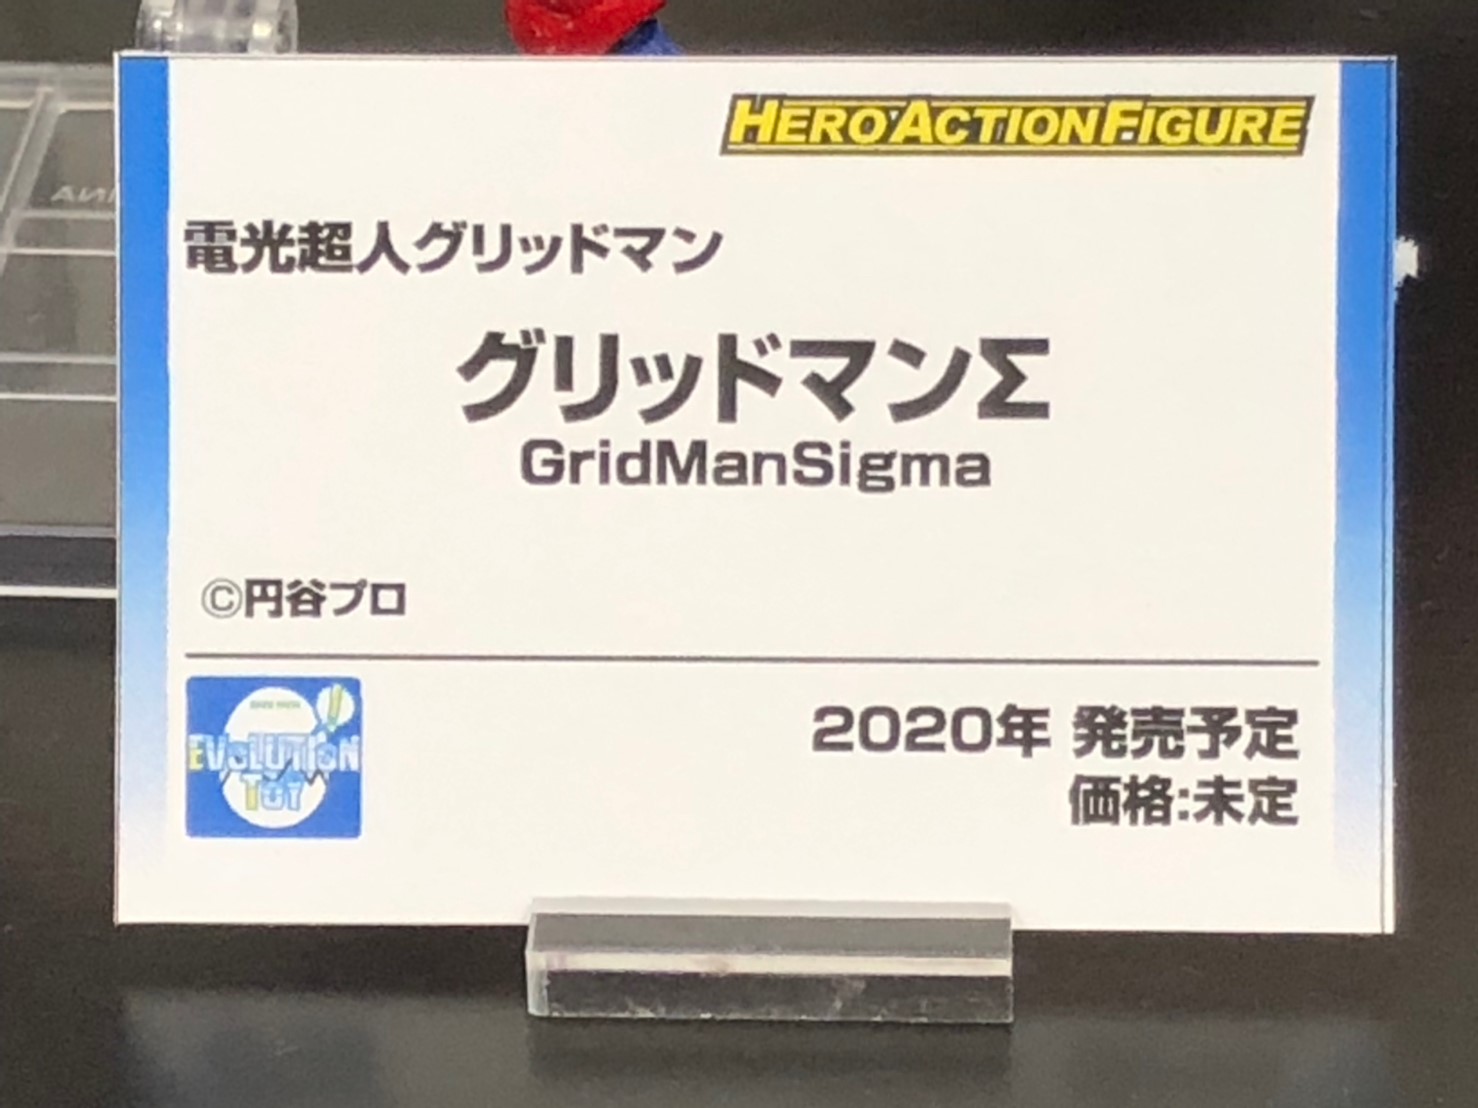 HERO ACTION FIGURE
電光超人グリッドマン
グリッドマンΣ
GridManSigma
©円谷プロ
EVOLUTION
TOY
2020年 発売予定
価格:未定